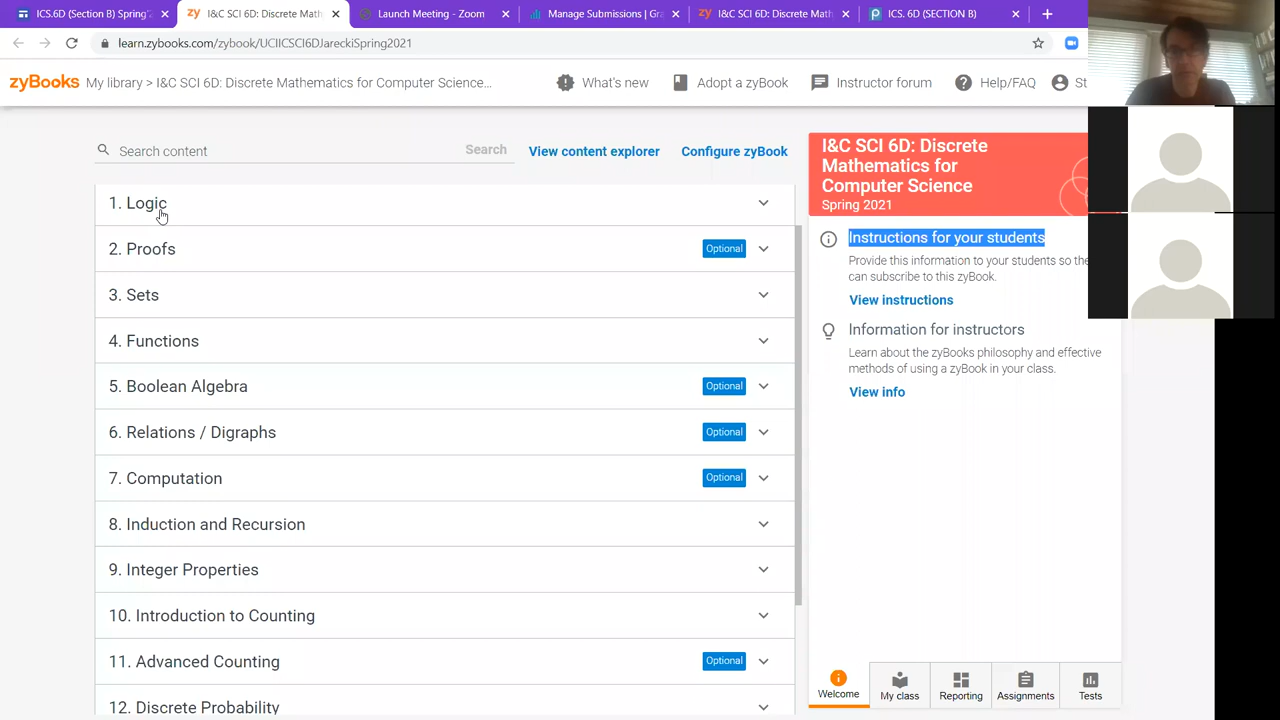 ICS.6D (SECTION B) Spring'
I&C SCI 6D: Discrete Math
Launch Meeting - Zoom
Manage Submissions | Gra
I&C SCI 6D: Discrete Math
ICS. 6D (SECTION B)
zyBooks My library > I&C SCI 6D: Discrete Mathematics for Computer Science...
What's new
Adopt a zyBook
Instructor forum
Help/FAQ
St
Search content
Search
View content explorer
Configure zyBook
1. Logic
2. Proofs Optional
3. Sets
4. Functions
5. Boolean Algebra Optional
6. Relations / Digraphs Optional
7. Computation Optional
8. Induction and Recursion
9. Integer Properties
10. Introduction to Counting
11. Advanced Counting Optional
12. Discrete Probability
I&C SCI 6D: Discrete
Mathematics for
Computer Science
Spring 2021
Instructions for your students
Provide this information to your students so the
can subscribe to this zyBook.
View instructions
Information for instructors
Learn about the zyBooks philosophy and effective
methods of using a zyBook in your class.
View info
Welcome
My class
Reporting
Assignments
Tests